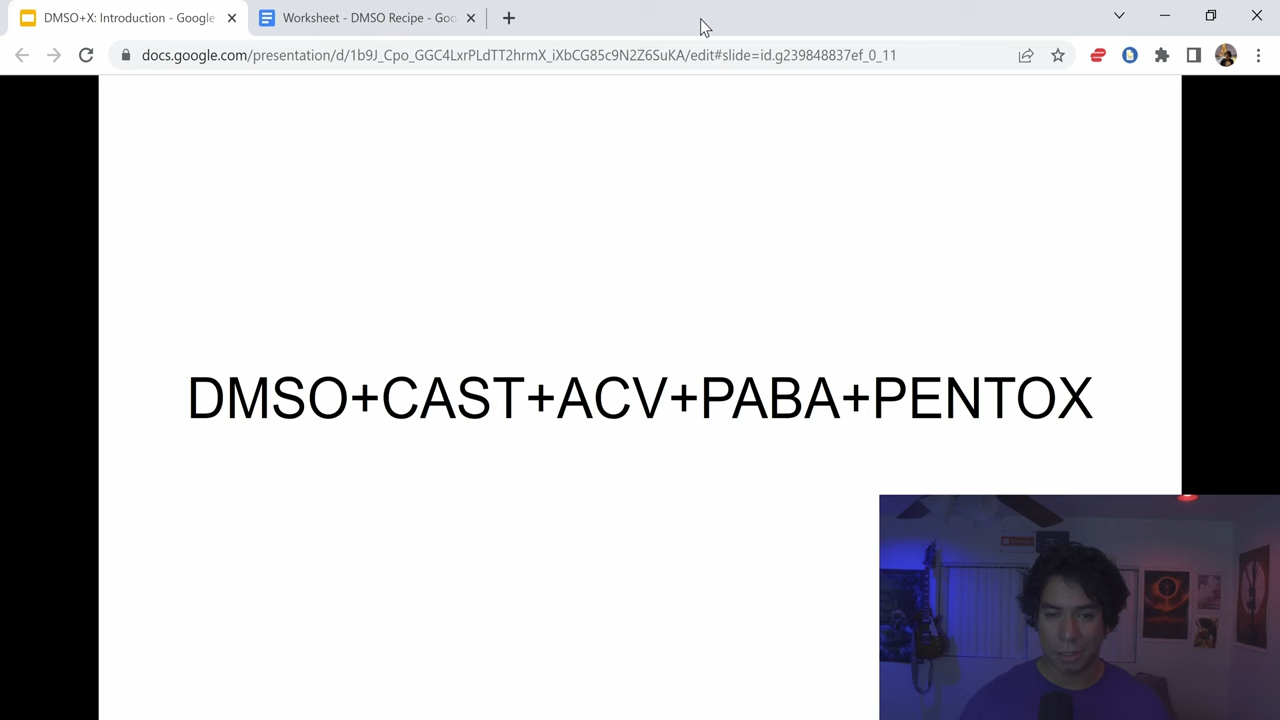 DMSO+X: Introduction - Google
Worksheet - DMSO Recipe - Goo
docs.google.com/presentation/d/1b9J_Cpo_GGC4LxrPLdTT2hrmX_iXbCG85c9N2Z6SuKA/edit#slide=id.g239848837ef_0_11
DMSO+CAST+ACV+PABA+PENTOX